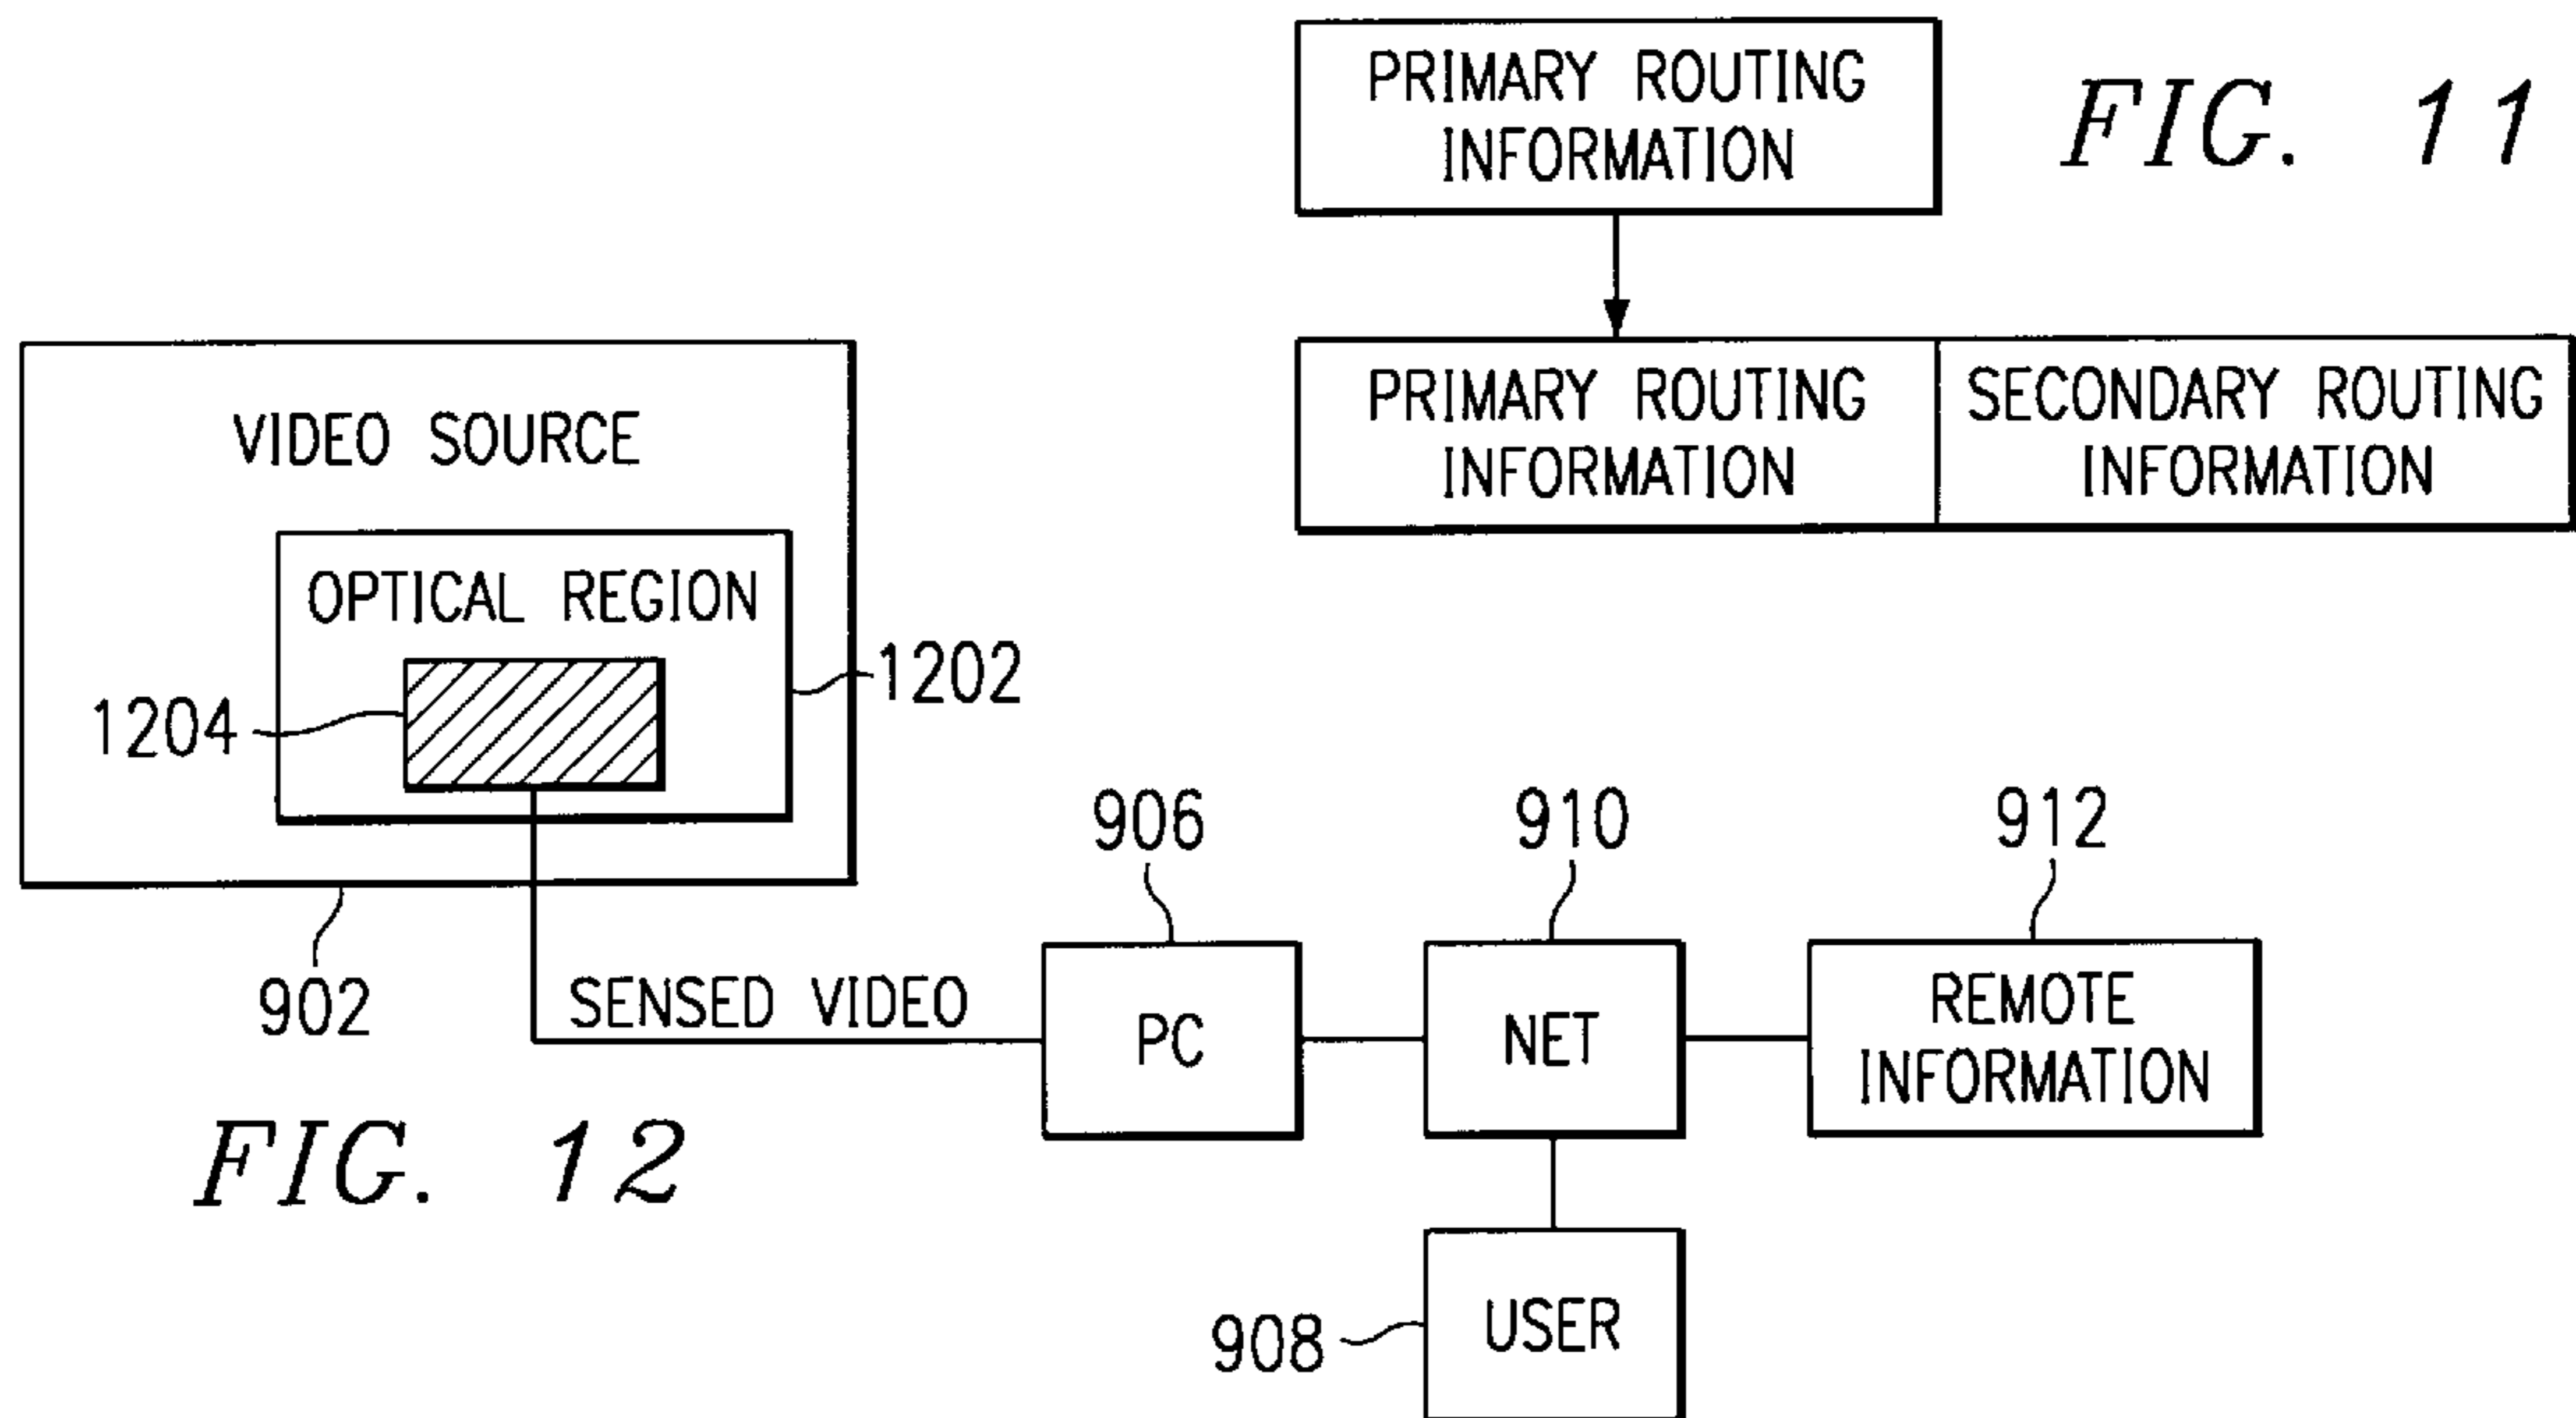 PRIMARY ROUTING
INFORMATION
FIG. 11
PRIMARY ROUTING
INFORMATION
SECONDARY ROUTING
INFORMATION
VIDEO SOURCE
OPTICAL REGION
1202
1204
902
SENSED VIDEO
906
PC
910
NET
912
REMOTE
INFORMATION
908
USER
FIG. 12